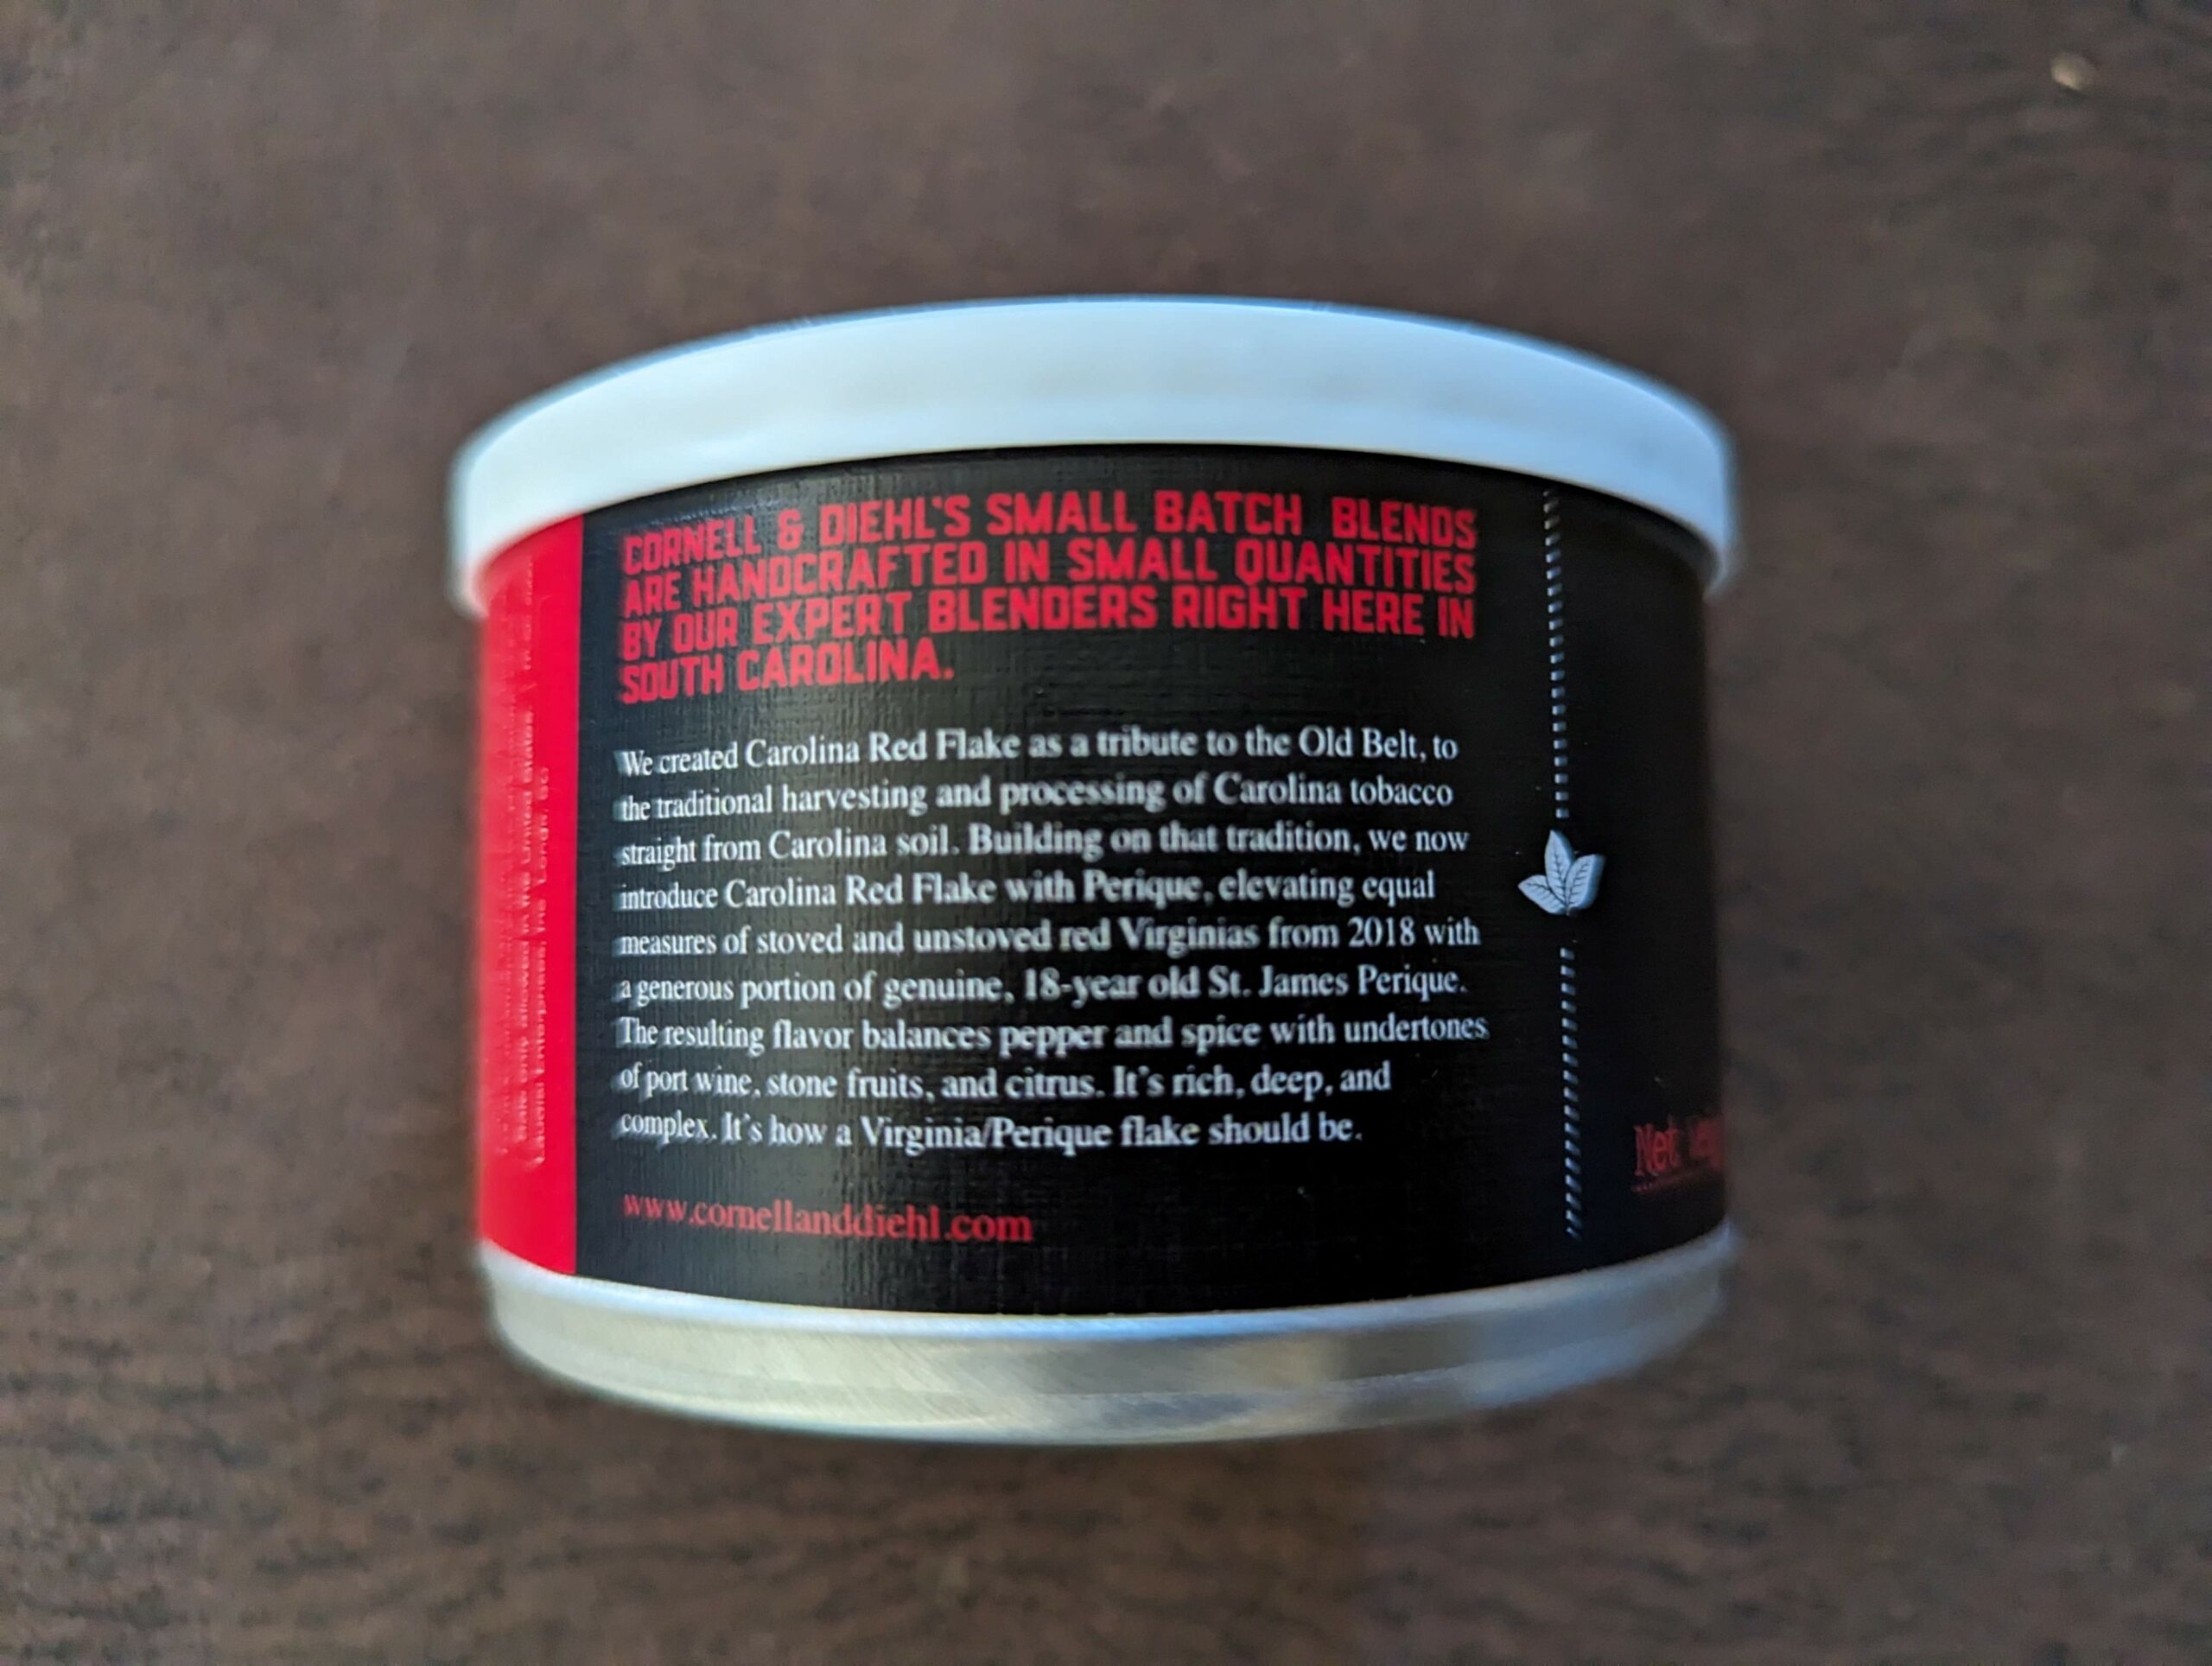 CORNELL & DIEHL'S SMALL BATCH BLENDS
ARE HANDCRAFTED IN SMALL QUANTITIES
BY OUR EXPERT BLENDERS RIGHT HERE IN
SOUTH CAROLINA.
We created Carolina Red Flake as a tribute to the Old Belt, to
the traditional harvesting and processing of Carolina tobacco
straight from Carolina soil. Building on that tradition, we now
introduce Carolina Red Flake with Perique, elevating equal
measures of stoved and unstoved red Virginias from 2018 with
a generous portion of genuine, 18-year old St. James Perique.
The resulting flavor balances pepper and spice with undertones
of port wine, stone fruits, and citrus. It's rich, deep, and
complex. It's how a Virginia/Perique flake should be.
www.cornellanddiehl.com
Net